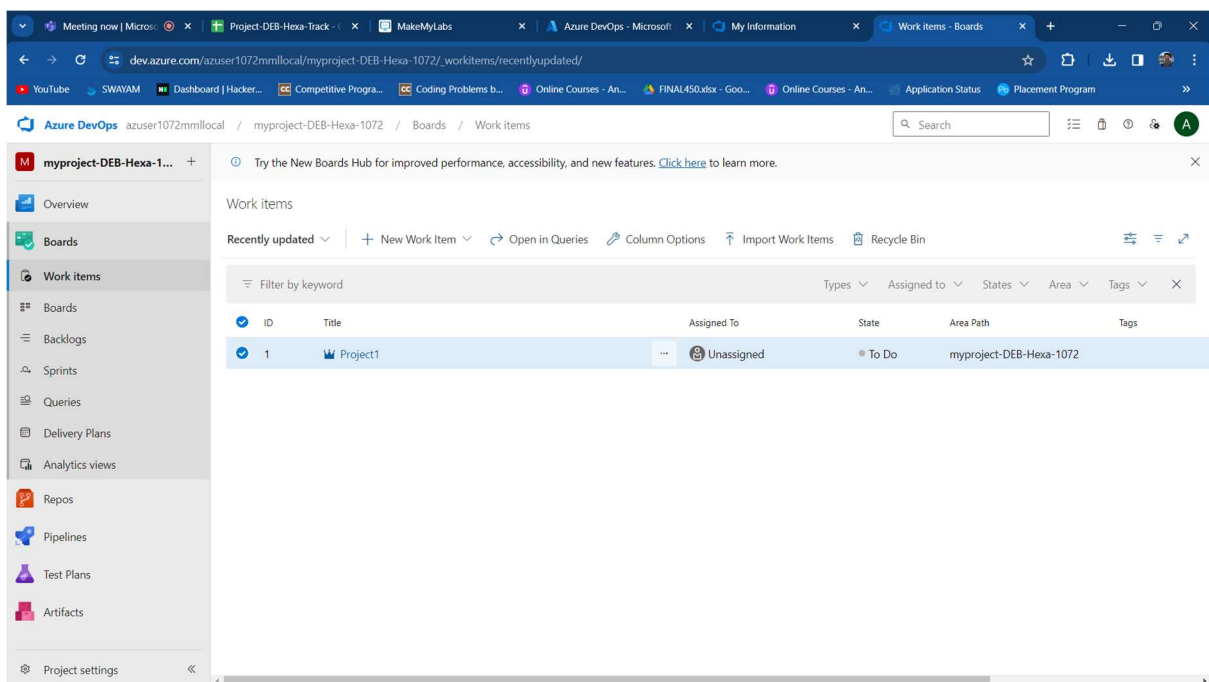 Meeting now | Microsc
Project-DEB-Hexa-Track - (
MakeMyLabs
Azure DevOps - Microsoft
My Information
Work items - Boards
dev.azure.com/azuser1072mmllocal/myproject-DEB-Hexa-1072/_workitems/recentlyupdated/
YouTube SWAYAM Dashboard | Hacker... Competitive Progra... Coding Problems b... Online Courses - An... FINAL450.xlsx - Goo... Online Courses - An... Application Status Placement Program
Azure DevOps azuser1072mmllocal / myproject-DEB-Hexa-1072 / Boards / Work items
Search
A
M myproject-DEB-Hexa-1... +
Try the New Boards Hub for improved performance, accessibility, and new features. Click here to learn more.
Overview
Boards
Work items
Boards
Backlogs
Sprints
Queries
Delivery Plans
Analytics views
Repos
Pipelines
Test Plans
Artifacts
Project settings
Work items
Recently updated New Work Item Open in Queries Column Options Import Work Items Recycle Bin
Filter by keyword Types Assigned to States Area Tags
ID Title Assigned To State Area Path Tags
1 Project1 ... Unassigned To Do myproject-DEB-Hexa-1072